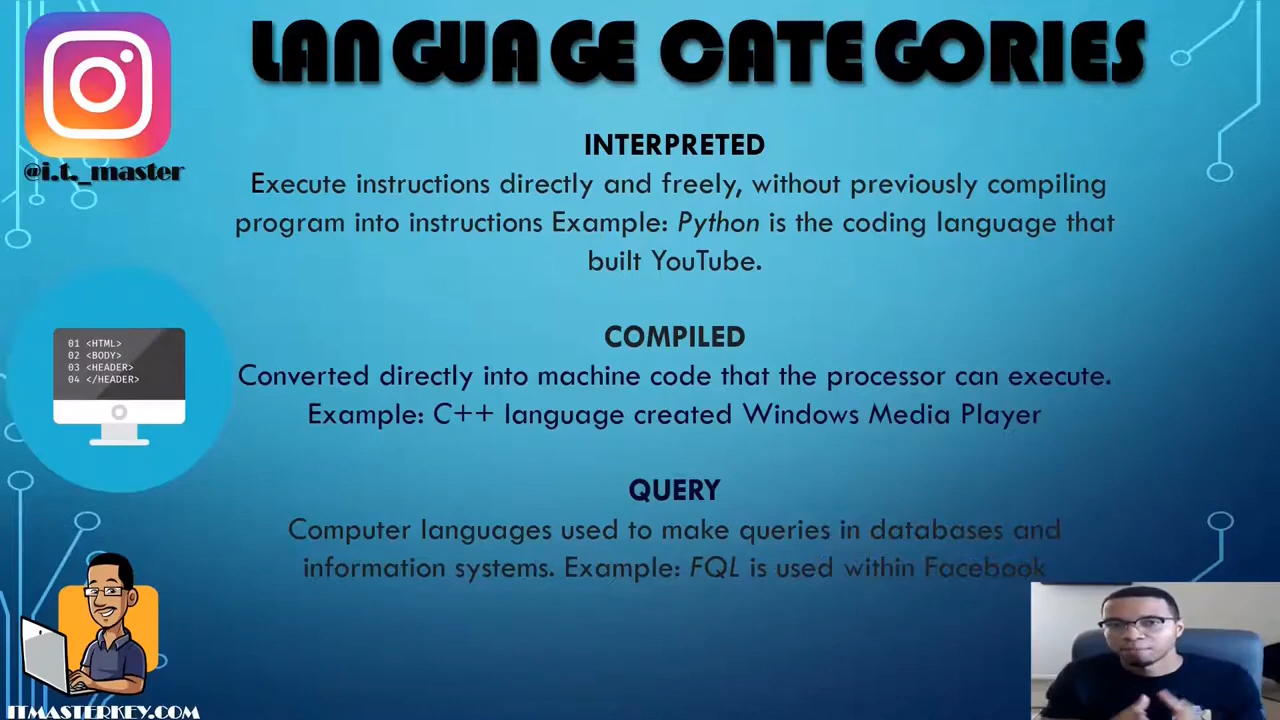 LANGUAGE CATEGORIES
@i.t._master
INTERPRETED
Execute instructions directly and freely, without previously compiling
program into instructions Example: Python is the coding language that
built YouTube.
01 <HTML>
02 <BODY>
03 <HEADER>
04 </HEADER>
COMPILED
Converted directly into machine code that the processor can execute.
Example: C++ language created Windows Media Player
QUERY
Computer languages used to make queries in databases and
information systems. Example: FQL is used within Facebook
ITMASTERKEY.COM